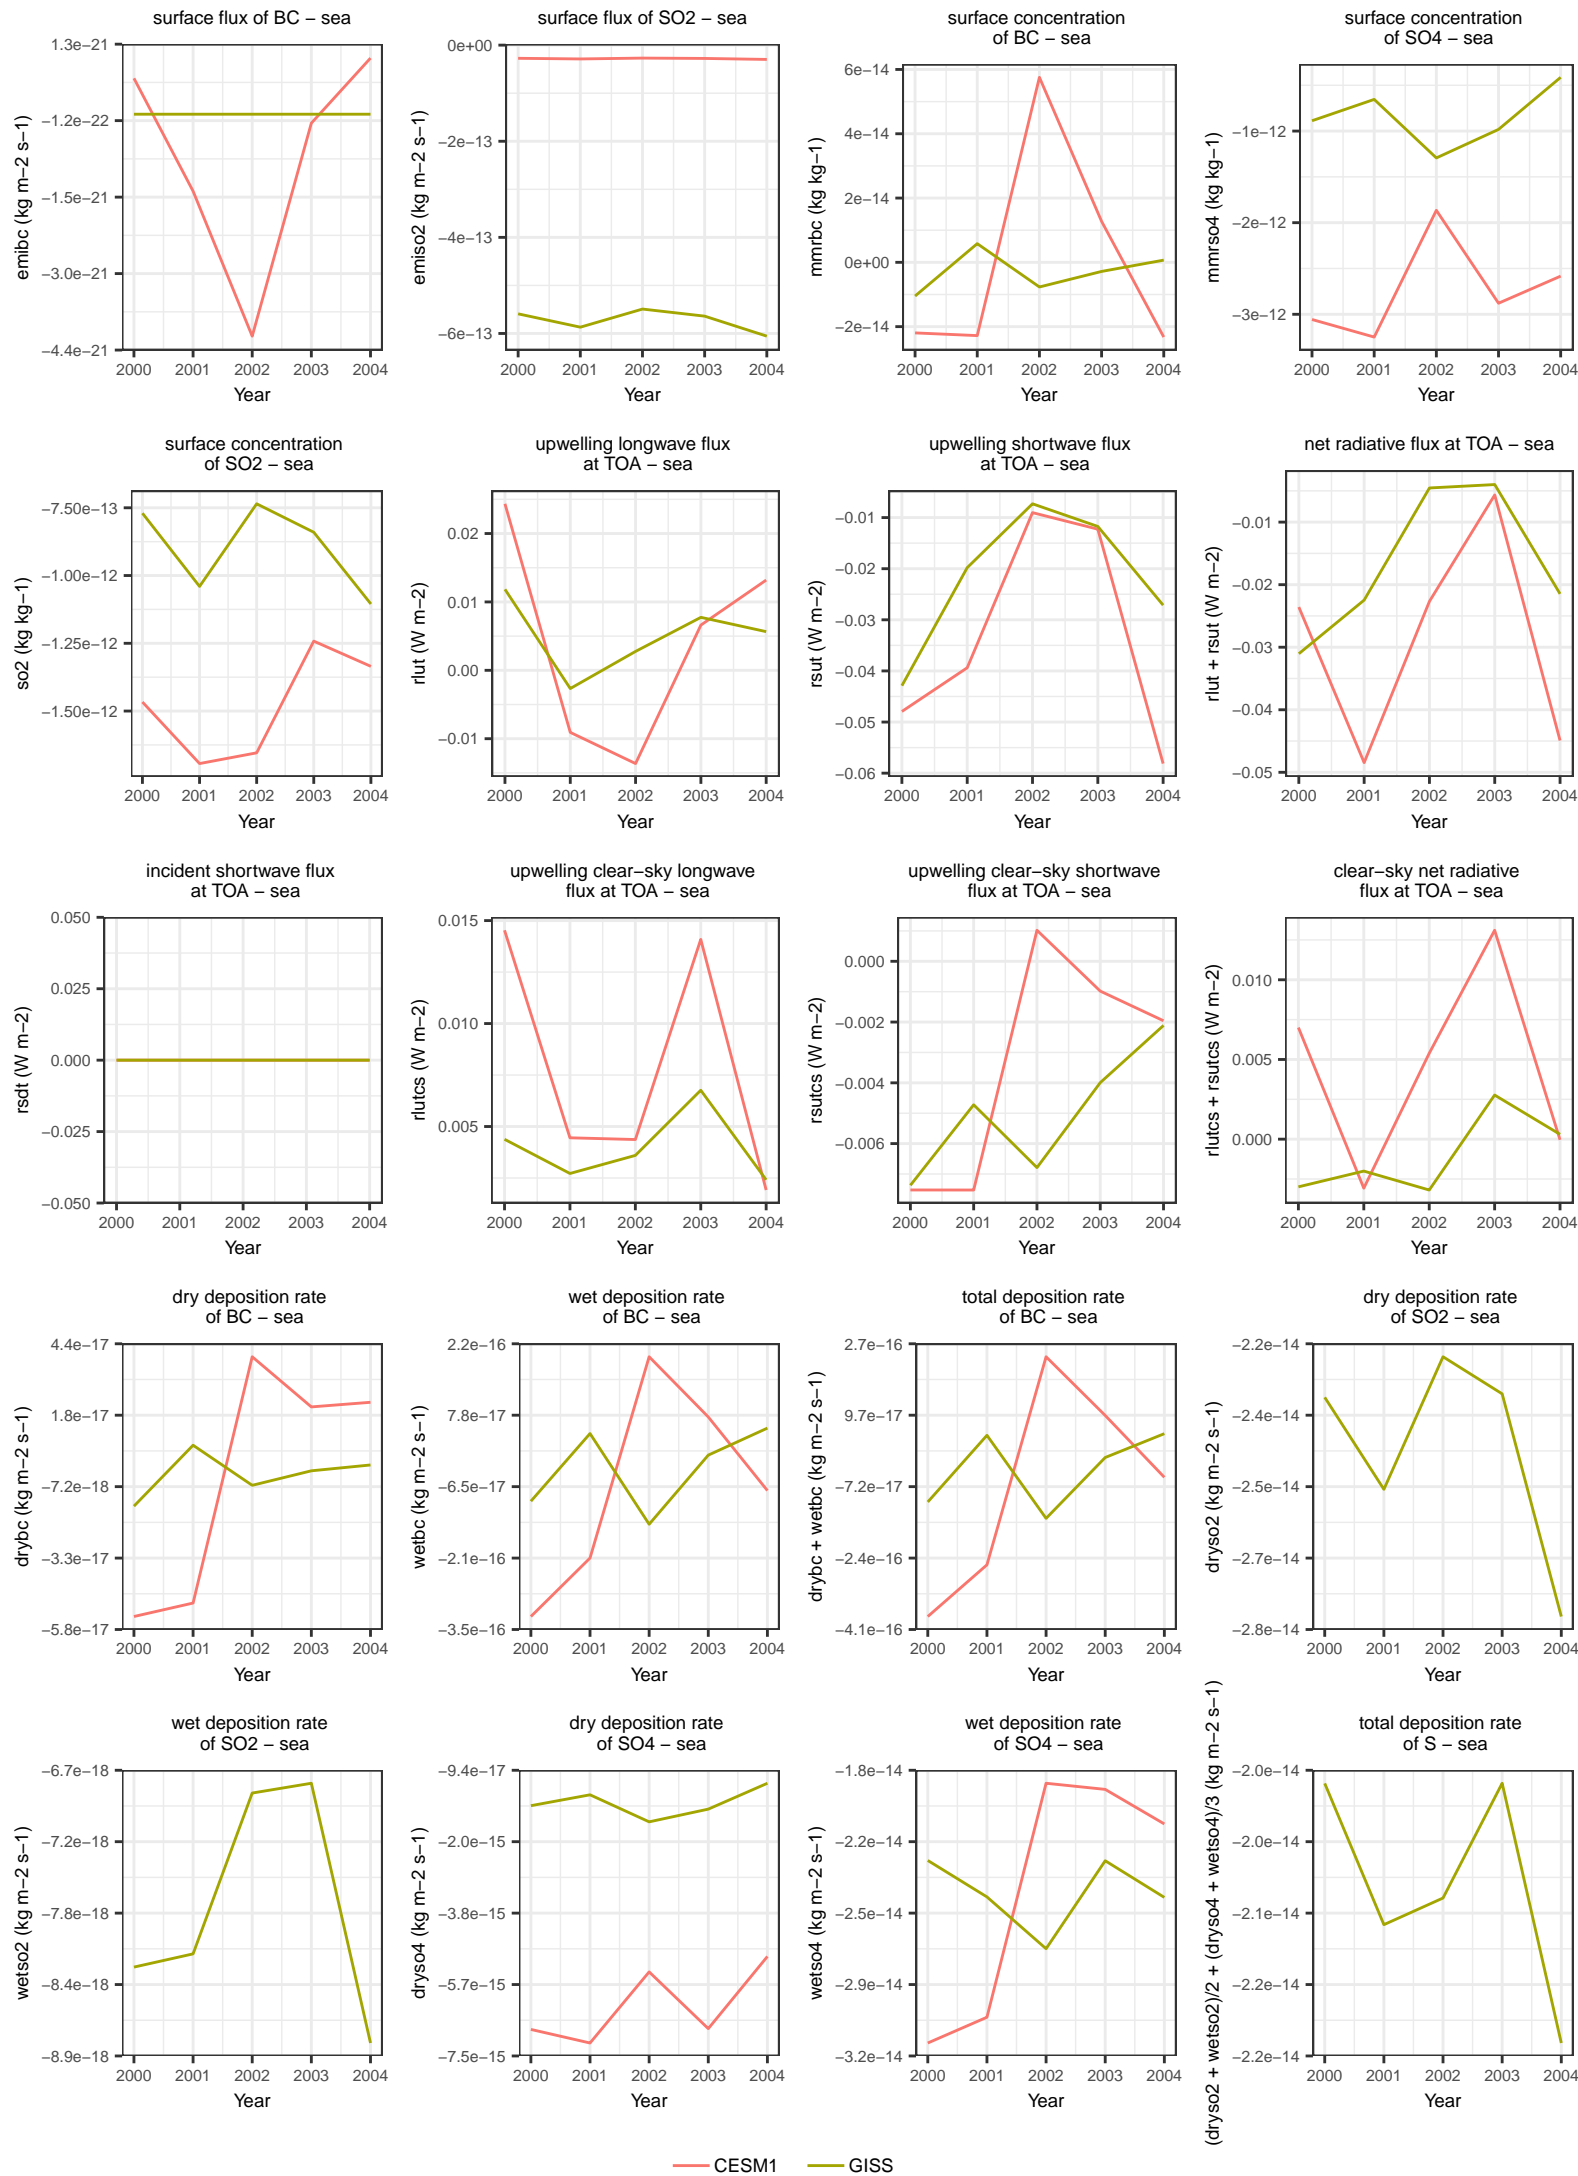 surface flux of BC − sea
1.3e−21
−1.2e−22
−1.5e−21
−3.0e−21
−4.4e−21
emibc (kg m−2 s−1)
2000 2001 2002 2003 2004
Year
surface flux of SO2 − sea
0e+00
−2e−13
−4e−13
−6e−13
emiso2 (kg m−2 s−1)
2000 2001 2002 2003 2004
Year
surface concentration
of BC − sea
6e−14
4e−14
2e−14
0e+00
−2e−14
mmrbc (kg kg−1)
2000 2001 2002 2003 2004
Year
surface concentration
of SO4 − sea
−1e−12
−2e−12
−3e−12
mmrso4 (kg kg−1)
2000 2001 2002 2003 2004
Year
surface concentration
of SO2 − sea
−7.50e−13
−1.00e−12
−1.25e−12
−1.50e−12
so2 (kg kg−1)
2000 2001 2002 2003 2004
Year
upwelling longwave flux
at TOA − sea
0.02
0.01
0.00
−0.01
rlut (W m−2)
2000 2001 2002 2003 2004
Year
upwelling shortwave flux
at TOA − sea
−0.01
−0.02
−0.03
−0.04
−0.05
−0.06
rsut (W m−2)
2000 2001 2002 2003 2004
Year
net radiative flux at TOA − sea
−0.01
−0.02
−0.03
−0.04
−0.05
rlut + rsut (W m−2)
2000 2001 2002 2003 2004
Year
incident shortwave flux
at TOA − sea
0.050
0.025
0.000
−0.025
−0.050
rsdt (W m−2)
2000 2001 2002 2003 2004
Year
upwelling clear−sky longwave
flux at TOA − sea
0.015
0.010
0.005
rlutcs (W m−2)
2000 2001 2002 2003 2004
Year
upwelling clear−sky shortwave
flux at TOA − sea
0.000
−0.002
−0.004
−0.006
rsutcs (W m−2)
2000 2001 2002 2003 2004
Year
clear−sky net radiative
flux at TOA − sea
0.010
0.005
0.000
rlutcs + rsutcs (W m−2)
2000 2001 2002 2003 2004
Year
dry deposition rate
of BC − sea
4.4e−17
1.8e−17
−7.2e−18
−3.3e−17
−5.8e−17
drybc (kg m−2 s−1)
2000 2001 2002 2003 2004
Year
wet deposition rate
of BC − sea
2.2e−16
7.8e−17
−6.5e−17
−2.1e−16
−3.5e−16
wetbc (kg m−2 s−1)
2000 2001 2002 2003 2004
Year
total deposition rate
of BC − sea
2.7e−16
9.7e−17
−7.2e−17
−2.4e−16
−4.1e−16
drybc + wetbc (kg m−2 s−1)
2000 2001 2002 2003 2004
Year
dry deposition rate
of SO2 − sea
−2.2e−14
−2.4e−14
−2.5e−14
−2.7e−14
−2.8e−14
dryso2 (kg m−2 s−1)
2000 2001 2002 2003 2004
Year
wet deposition rate
of SO2 − sea
−6.7e−18
−7.2e−18
−7.8e−18
−8.4e−18
−8.9e−18
wetso2 (kg m−2 s−1)
2000 2001 2002 2003 2004
Year
dry deposition rate
of SO4 − sea
−9.4e−17
−2.0e−15
−3.8e−15
−5.7e−15
−7.5e−15
dryso4 (kg m−2 s−1)
2000 2001 2002 2003 2004
Year
wet deposition rate
of SO4 − sea
−1.8e−14
−2.2e−14
−2.5e−14
−2.9e−14
−3.2e−14
wetso4 (kg m−2 s−1)
2000 2001 2002 2003 2004
Year
total deposition rate
of S − sea
−2.0e−14
−2.0e−14
−2.1e−14
−2.2e−14
−2.2e−14
(dryso2 + wetso2)/2 + (dryso4 + wetso4)/3 (kg m−2 s−1)
2000 2001 2002 2003 2004
Year
CESM1 GISS